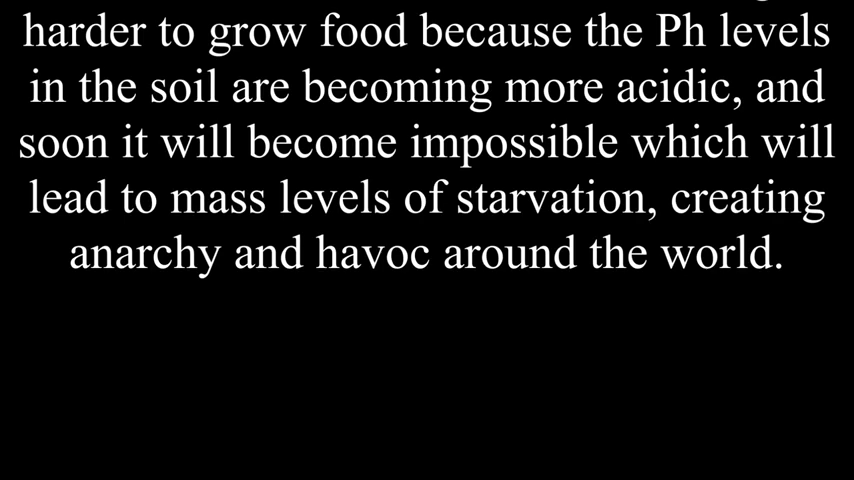 harder to grow food because the Ph levels
in the soil are becoming more acidic, and
soon it will become impossible which will
lead to mass levels of starvation, creating
anarchy and havoc around the world.